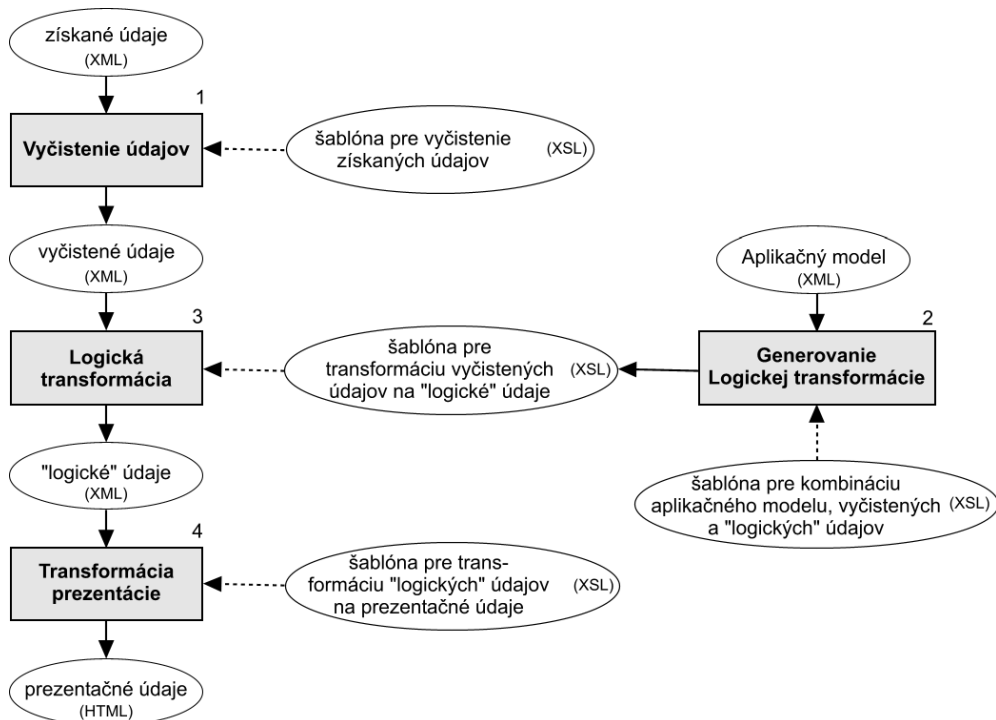 získané údaje
(XML)
1
Vyčistenie údajov
šablóna pre vyčistenie
získaných údajov
(XSL)
vyčistené údaje
(XML)
Aplikačný model
(XML)
3
Logická
transformácia
šablóna pre
transformáciu vyčistených
údajov na "logické" údaje
(XSL)
2
Generovanie
Logickej transformácie
"logické" údaje
(XML)
šablóna pre kombináciu
aplikačného modelu, vyčistených
a "logických" údajov
(XSL)
4
Transformácia
prezentácie
šablóna pre trans-
formáciu "logických" údajov
na prezentačné údaje
(XSL)
prezentačné údaje
(HTML)